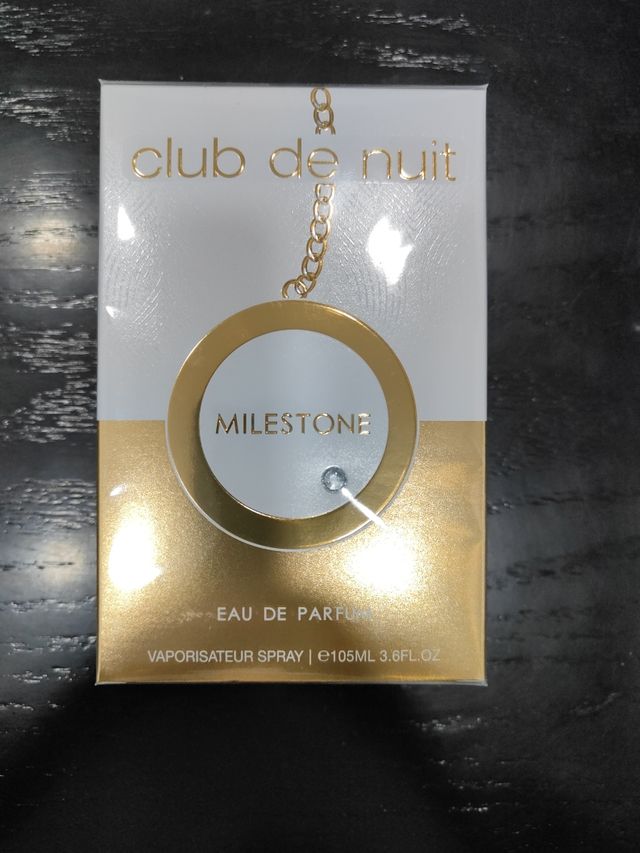 club de nuit
MILESTONE
EAU DE PARFUM
VAPORISATEUR SPRAY | ℮105ML 3.6FL.OZ